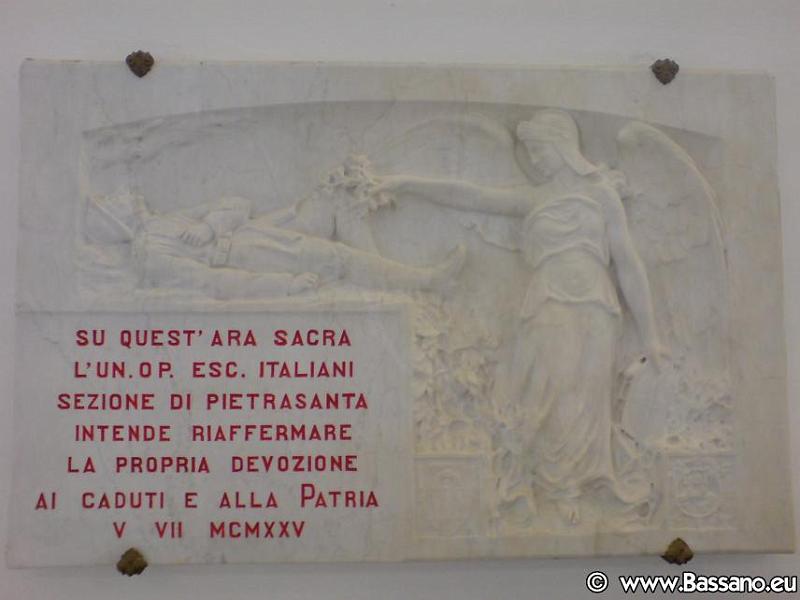 SU QUEST' ARA SACRA
L'UN. OP. ESC. ITALIANI
SEZIONE DI PIETRASANTA
INTENDE RIAFFERMARE
LA PROPRIA DEVOZIONE
AI CADUTI E ALLA PATRIA
V VII MCMXXV
© www.Bassano.eu